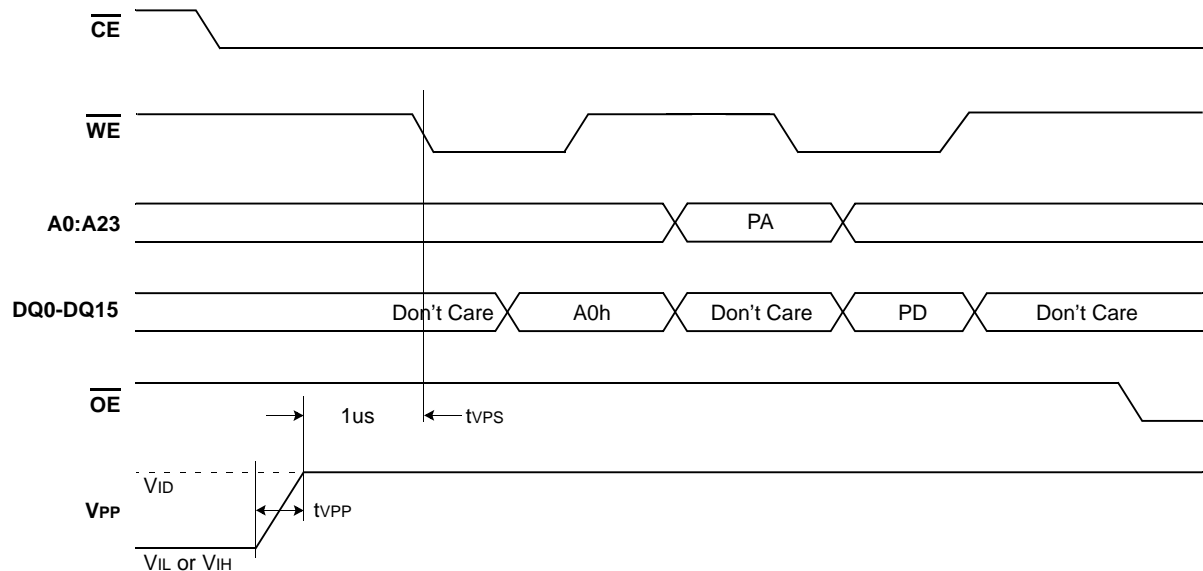 CE
WE
A0:A23
PA
DQ0-DQ15
Don't Care
A0h
Don't Care
PD
Don't Care
OE
1us
tVPS
VID
VPP
tVPP
VIL or VIH